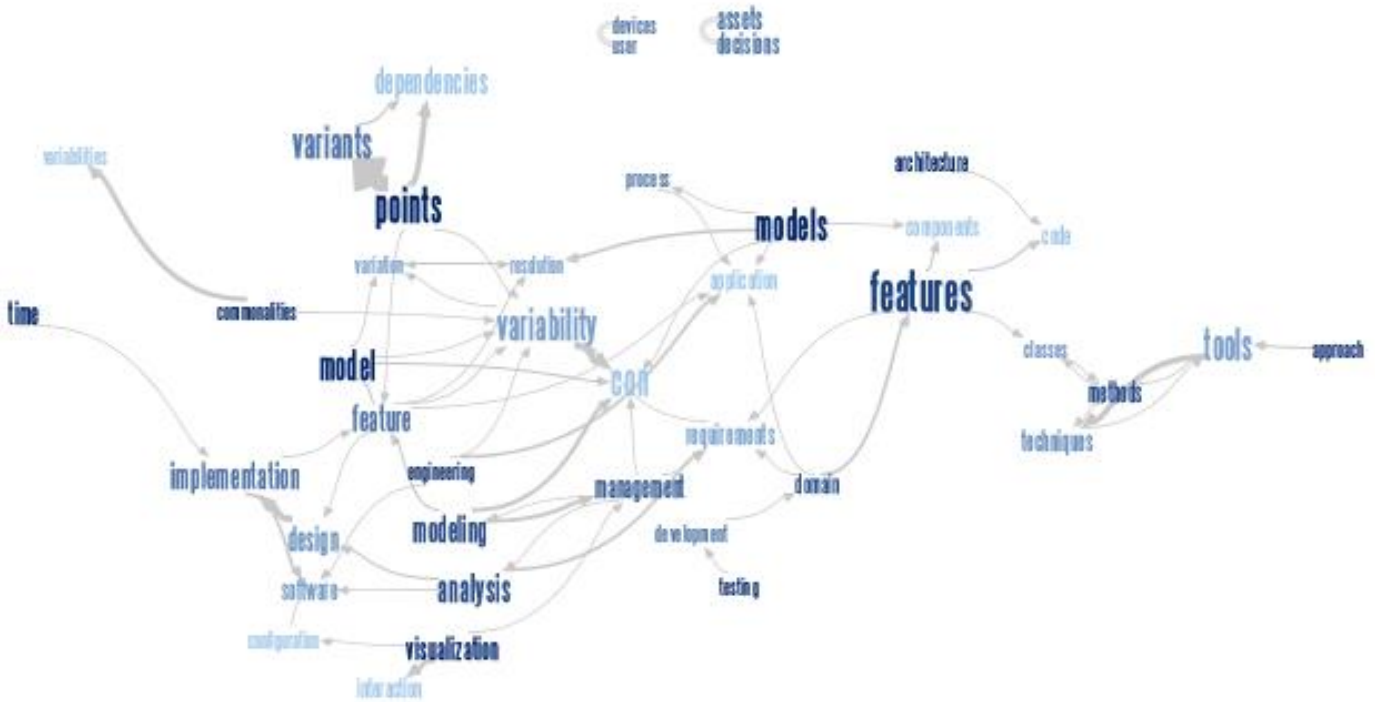 devices
user
assets
decisions
dependencies
variants
variabilities
architecture
process
points
models
components
code
variation
resolution
application
features
time
commonalities
variability
tools
classes
approach
model
con
methods
feature
requirements
techniques
implementation
engineering
management
domain
modeling
design
development
software
analysis
testing
configuration
visualization
interaction